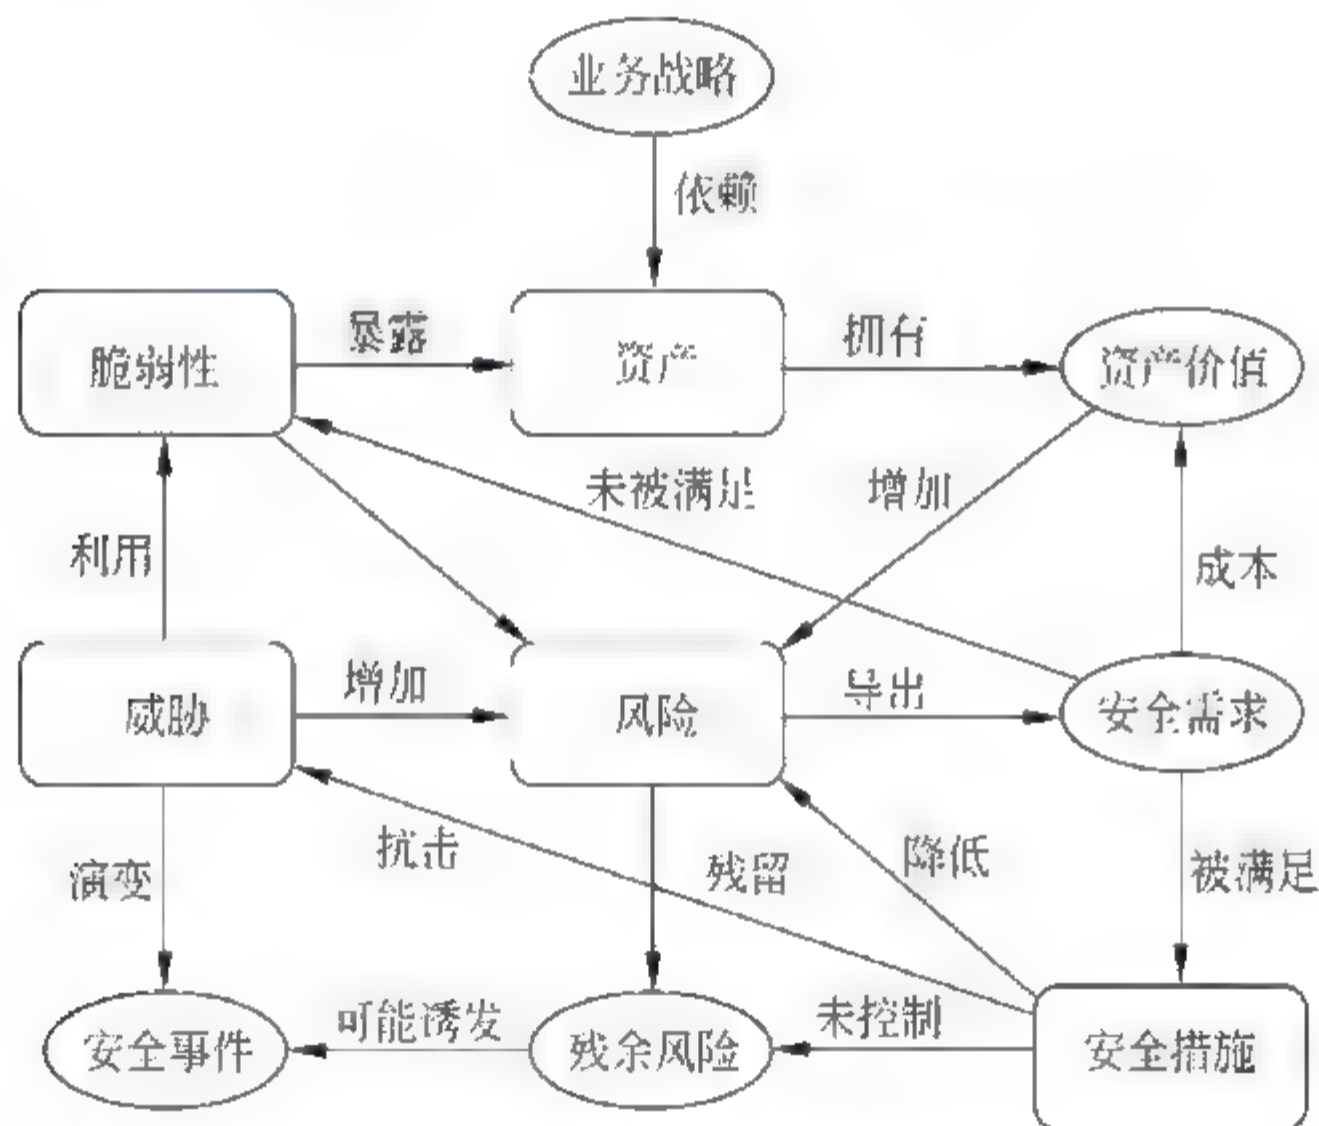 业务战略
依赖
脆弱性
暴露
资产
拥有
资产价值
未被满足
增加
利用
成本
威胁
增加
风险
导出
安全需求
演变
抗击
残留
降低
被满足
安全事件
可能诱发
残余风险
未控制
安全措施